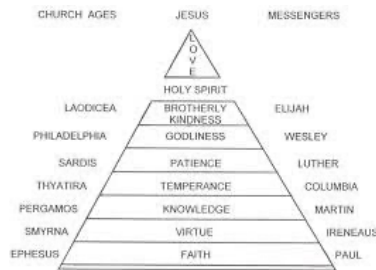 CHURCH AGES JESUS MESSENGERS
L
O
V
E
HOLY SPIRIT
LAODICEA BROTHERLY KINDNESS ELIJAH
PHILADELPHIA GODLINESS WESLEY
SARDIS PATIENCE LUTHER
THYATIRA TEMPERANCE COLUMBIA
PERGAMOS KNOWLEDGE MARTIN
SMYRNA VIRTUE IRENEAUS
EPHESUS FAITH PAUL